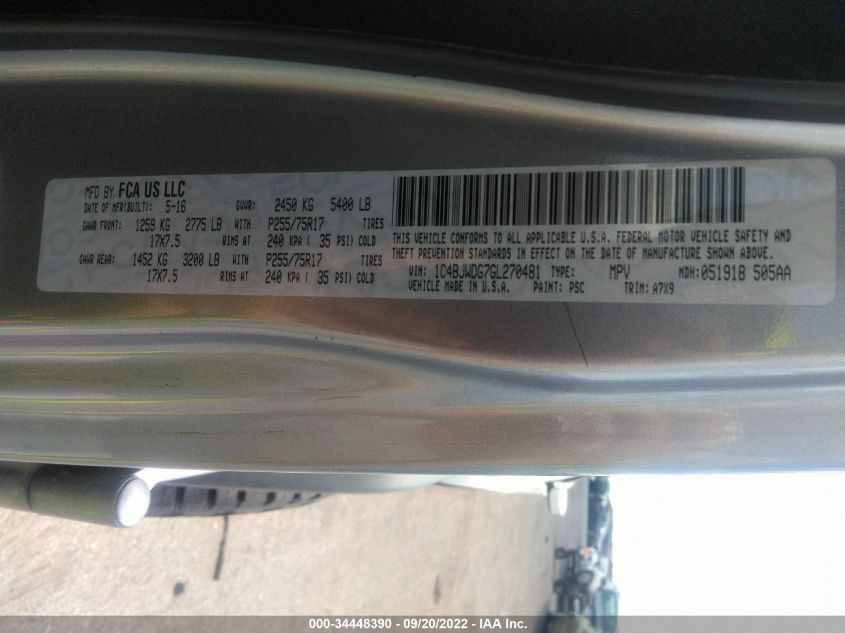 MFD BY FCA US LLC
DATE OF MFR(BUILT): 5-16 GVWR: 2450 KG 5400 LB
GAWR FRONT: 1259 KG 2775 LB WITH P255/75R17 TIRES
17X7.5 RIMS AT 240 KPA ( 35 PSI) COLD
GAWR REAR: 1452 KG 3200 LB WITH P255/75R17 TIRES
17X7.5 RIMS AT 240 KPA ( 35 PSI) COLD
THIS VEHICLE CONFORMS TO ALL APPLICABLE U.S.A. FEDERAL MOTOR VEHICLE SAFETY AND
THEFT PREVENTION STANDARDS IN EFFECT ON THE DATE OF MANUFACTURE SHOWN ABOVE.
VIN: 1C4BJWDG7GL270481 TYPE: MPV MDH: 051918 505AA
VEHICLE MADE IN U.S.A. PAINT: PSC TRIM: A7X9
000-34448390 - 09/20/2022 - IAA Inc.